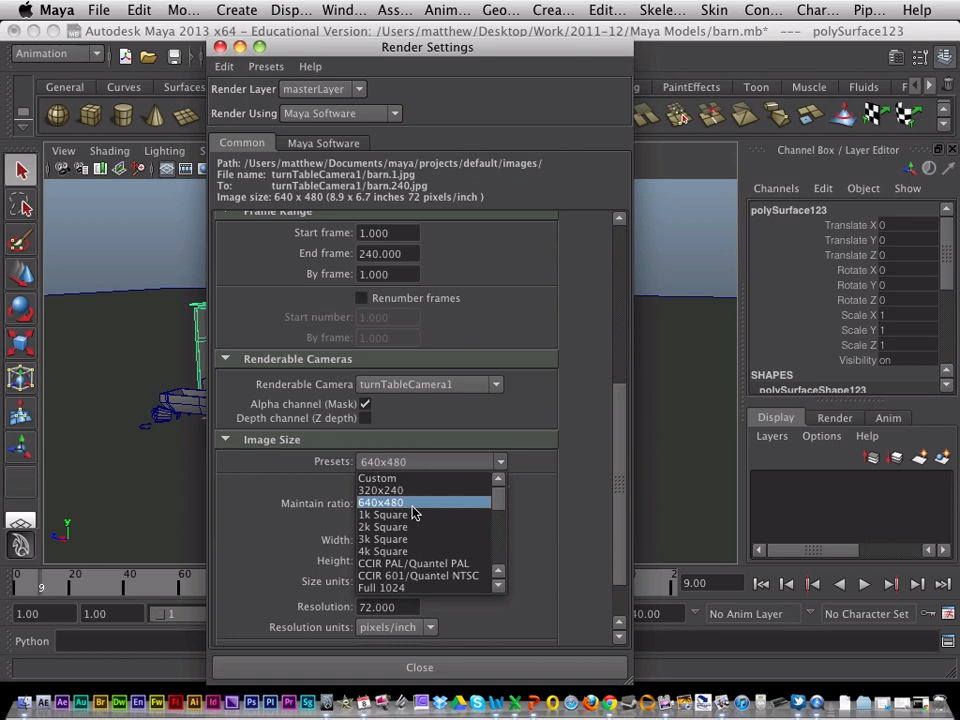 Maya File Mo... Create Disp... Ass... Anim... Geo... Cre... Edit... Skele... Skin Con... Char... Pip... Help
Autodesk Maya 2013 x64 - Educational Version: /Users/matthew/Desktop/Work/2011-12/Maya Models/barn.mb* --- polySurface123
Render Settings
Animation
Edit Presets Help
General Curves Surfaces
Render Layer masterLayer
PaintEffects Toon Muscle Fluids F
Render Using Maya Software
Common Maya Software
View Shading Lighting
Channel Box / Layer Editor
Path: /Users/matthew/Documents/maya/projects/default/images/
File name: turnTableCamera1/barn.1.jpg
To: turnTableCamera1/barn.240.jpg
Image size: 640 x 480 (8.9 x 6.7 inches 72 pixels/inch )
Channels Edit Object Show
Frame Range
polySurface123
Translate X 0
Translate Y 0
Translate Z 0
Rotate X 0
Rotate Y 0
Rotate Z 0
Scale X 1
Scale Y 1
Scale Z 1
Visibility on
SHAPES
polySurfaceShape123
Start frame: 1.000
End frame: 240.000
By frame: 1.000
Renumber frames
Start number: 1.000
By frame: 1.000
Renderable Cameras
Renderable Camera turnTableCamera1
Alpha channel (Mask)
Depth channel (Z depth)
Image Size
Presets: 640x480
Custom
320x240
640x480
1k Square
2k Square
3k Square
4k Square
CCIR PAL/Quantel PAL
CCIR 601/Quantel NTSC
Full 1024
Maintain ratio:
Width:
Height:
Size units:
Resolution: 72.000
Resolution units: pixels/inch
Close
Display Render Anim
Layers Options Help
y
z
0 9 2 9.00
1.00 1.00 1 40.00 No Anim Layer No Character Set
Python